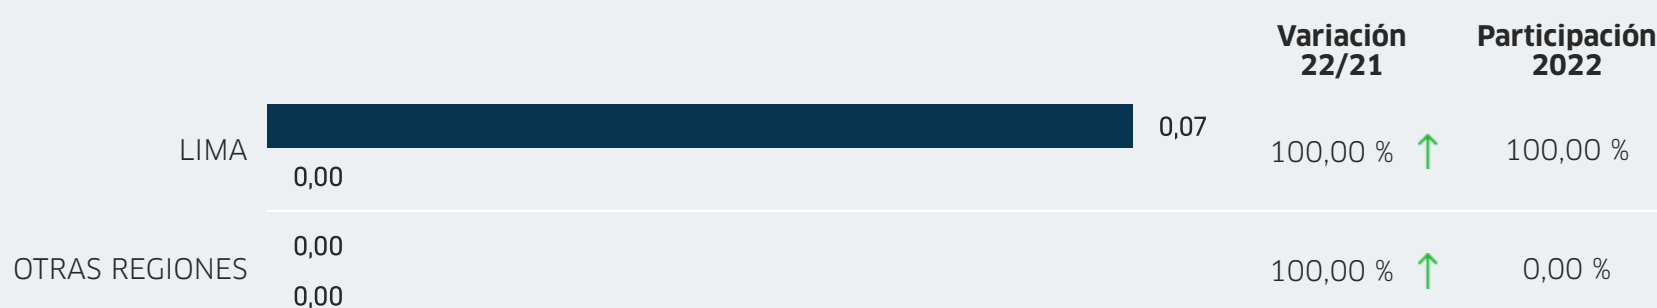 Variación
22/21
Participación
2022
LIMA
0,07
0,00
100,00 %
100,00 %
OTRAS REGIONES
0,00
0,00
100,00 %
0,00 %